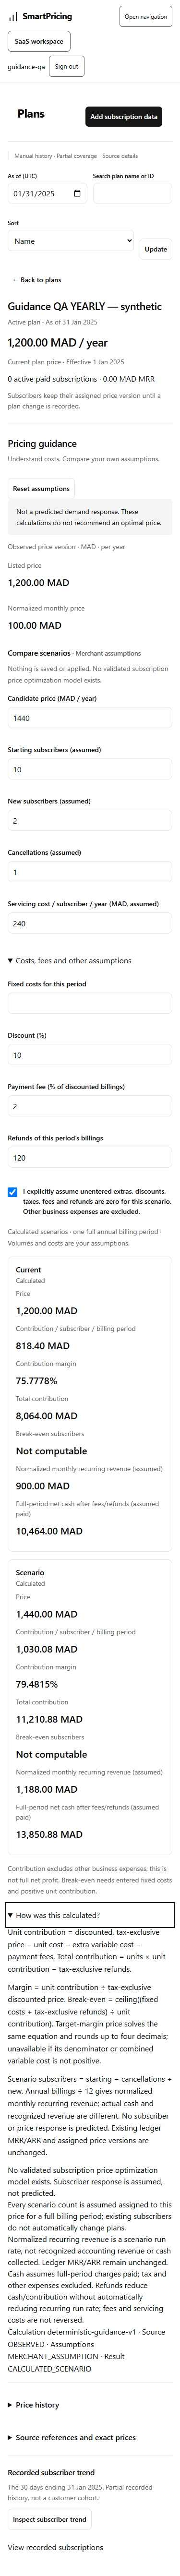 SmartPricing
Open navigation
SaaS workspace
guidance-qa
Sign out
Plans
Add subscription data
Manual history · Partial coverage
Source details
As of (UTC)
Search plan name or ID
01/31/2025
Sort
Name
Update
← Back to plans
Guidance QA YEARLY — synthetic
Active plan · As of 31 Jan 2025
1,200.00 MAD / year
Current plan price · Effective 1 Jan 2025
0 active paid subscriptions · 0.00 MAD MRR
Subscribers keep their assigned price version until a
plan change is recorded.
Pricing guidance
Understand costs. Compare your own assumptions.
Reset assumptions
Not a predicted demand response. These
calculations do not recommend an optimal price.
Observed price version · MAD · per year
Listed price
1,200.00 MAD
Normalized monthly price
100.00 MAD
Compare scenarios · Merchant assumptions
Nothing is saved or applied. No validated subscription
price optimization model exists.
Candidate price (MAD / year)
1440
Starting subscribers (assumed)
10
New subscribers (assumed)
2
Cancellations (assumed)
1
Servicing cost / subscriber / year (MAD, assumed)
240
▼ Costs, fees and other assumptions
Fixed costs for this period
Discount (%)
10
Payment fee (% of discounted billings)
2
Refunds of this period's billings
120
I explicitly assume unentered extras, discounts,
taxes, fees and refunds are zero for this scenario.
Other business expenses are excluded.
Calculated scenarios · one full annual billing period ·
Volumes and costs are your assumptions.
Current
Calculated
Price
1,200.00 MAD
Contribution / subscriber / billing period
818.40 MAD
Contribution margin
75.7778%
Total contribution
8,064.00 MAD
Break-even subscribers
Not computable
Normalized monthly recurring revenue (assumed)
900.00 MAD
Full-period net cash after fees/refunds (assumed
paid)
10,464.00 MAD
Scenario
Calculated
Price
1,440.00 MAD
Contribution / subscriber / billing period
1,030.08 MAD
Contribution margin
79.4815%
Total contribution
11,210.88 MAD
Break-even subscribers
Not computable
Normalized monthly recurring revenue (assumed)
1,188.00 MAD
Full-period net cash after fees/refunds (assumed
paid)
13,850.88 MAD
Contribution excludes other business expenses; this is
not full net profit. Break-even needs entered fixed costs
and positive unit contribution.
▼ How was this calculated?
Unit contribution = discounted, tax-exclusive
price − unit cost − extra variable cost −
payment fees. Total contribution = units × unit
contribution − tax-exclusive refunds.
Margin = unit contribution ÷ tax-exclusive
discounted price. Break-even = ceiling((fixed
costs + tax-exclusive refunds) ÷ unit
contribution). Target-margin price solves the
same equation and rounds up to four decimals;
unavailable if its denominator or combined
variable cost is not positive.
Scenario subscribers = starting − cancellations +
new. Annual billings ÷ 12 gives normalized
monthly recurring revenue; actual cash and
recognized revenue are different. No subscriber
or price response is predicted. Existing ledger
MRR/ARR and assigned price versions are
unchanged.
No validated subscription price optimization
model exists. Subscriber response is assumed,
not predicted.
Every scenario count is assumed assigned to this
price for a full billing period; existing subscribers
do not automatically change plans.
Normalized recurring revenue is a scenario run
rate, not recognized accounting revenue or cash
collected. Ledger MRR/ARR remain unchanged.
Cash assumes full-period charges paid; tax and
other expenses excluded. Refunds reduce
cash/contribution without automatically
reducing recurring run rate; fees and servicing
costs are not reversed.
Calculation deterministic-guidance-v1 · Source
OBSERVED · Assumptions
MERCHANT_ASSUMPTION · Result
CALCULATED_SCENARIO
▶ Price history
▶ Source references and exact prices
Recorded subscriber trend
The 30 days ending 31 Jan 2025. Partial recorded
history, not a customer cohort.
Inspect subscriber trend
View recorded subscriptions